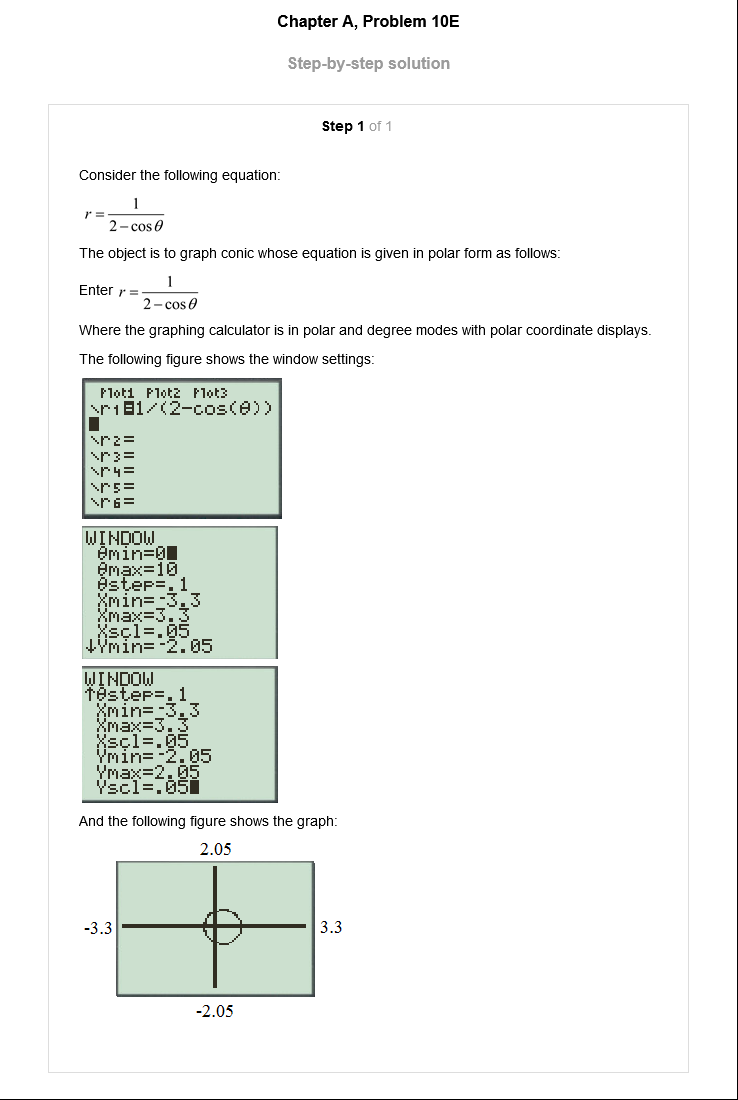 Chapter A, Problem 10E
Step-by-step solution
Step 1 of 1
Consider the following equation:
r = 1 / (2 − cos θ)
The object is to graph conic whose equation is given in polar form as follows:
Enter r = 1 / (2 − cos θ)
Where the graphing calculator is in polar and degree modes with polar coordinate displays.
The following figure shows the window settings:
Plot1 Plot2 Plot3
\r1=1/(2-cos(θ))
\r2=
\r3=
\r4=
\r5=
\r6=
WINDOW
θmin=0
θmax=10
θstep=.1
Xmin=-3.3
Xmax=3.3
Xscl=.05
↓Ymin=-2.05
WINDOW
↑θstep=.1
Xmin=-3.3
Xmax=3.3
Xscl=.05
Ymin=-2.05
Ymax=2.05
Yscl=.05
And the following figure shows the graph:
2.05
-3.3 3.3
-2.05